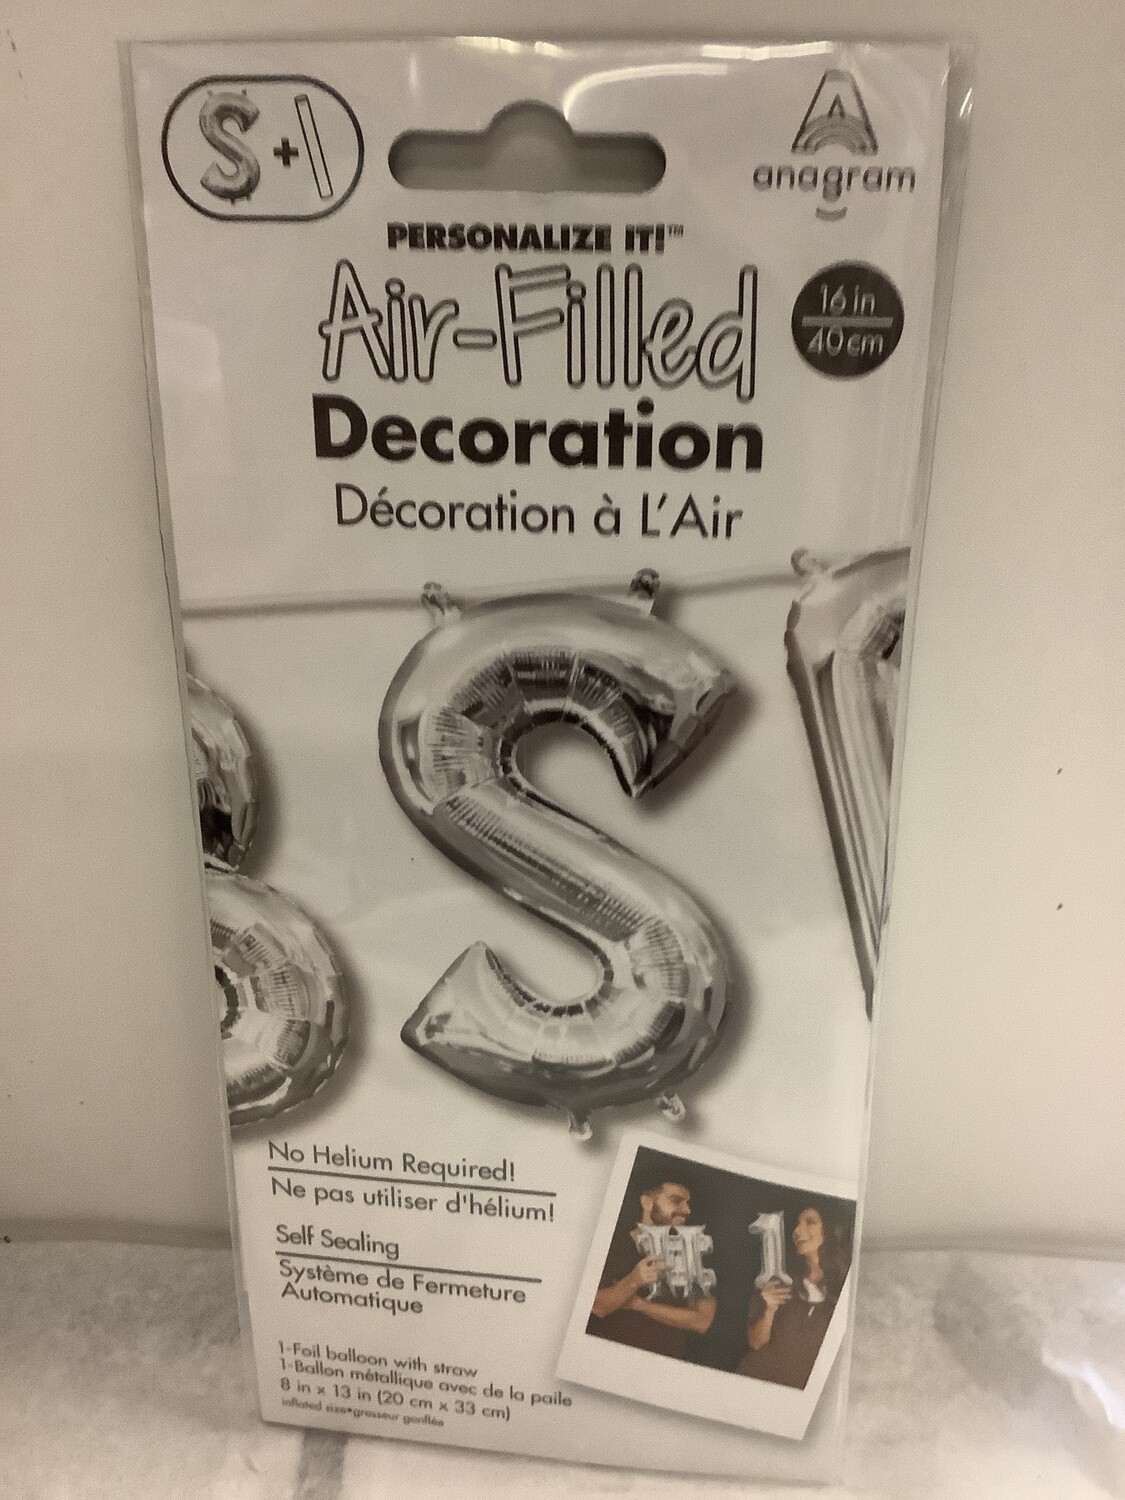 S +
anagram
PERSONALIZE IT!™
Air-Filled
16 in
40 cm
Decoration
Décoration à L'Air
S
No Helium Required!
Ne pas utiliser d'hélium!
Self Sealing
Système de Fermeture
Automatique
# 1
1-Foil balloon with straw
1-Ballon métallique avec de la paile
8 in x 13 in (20 cm x 33 cm)
inflated size•grosseur gonflée